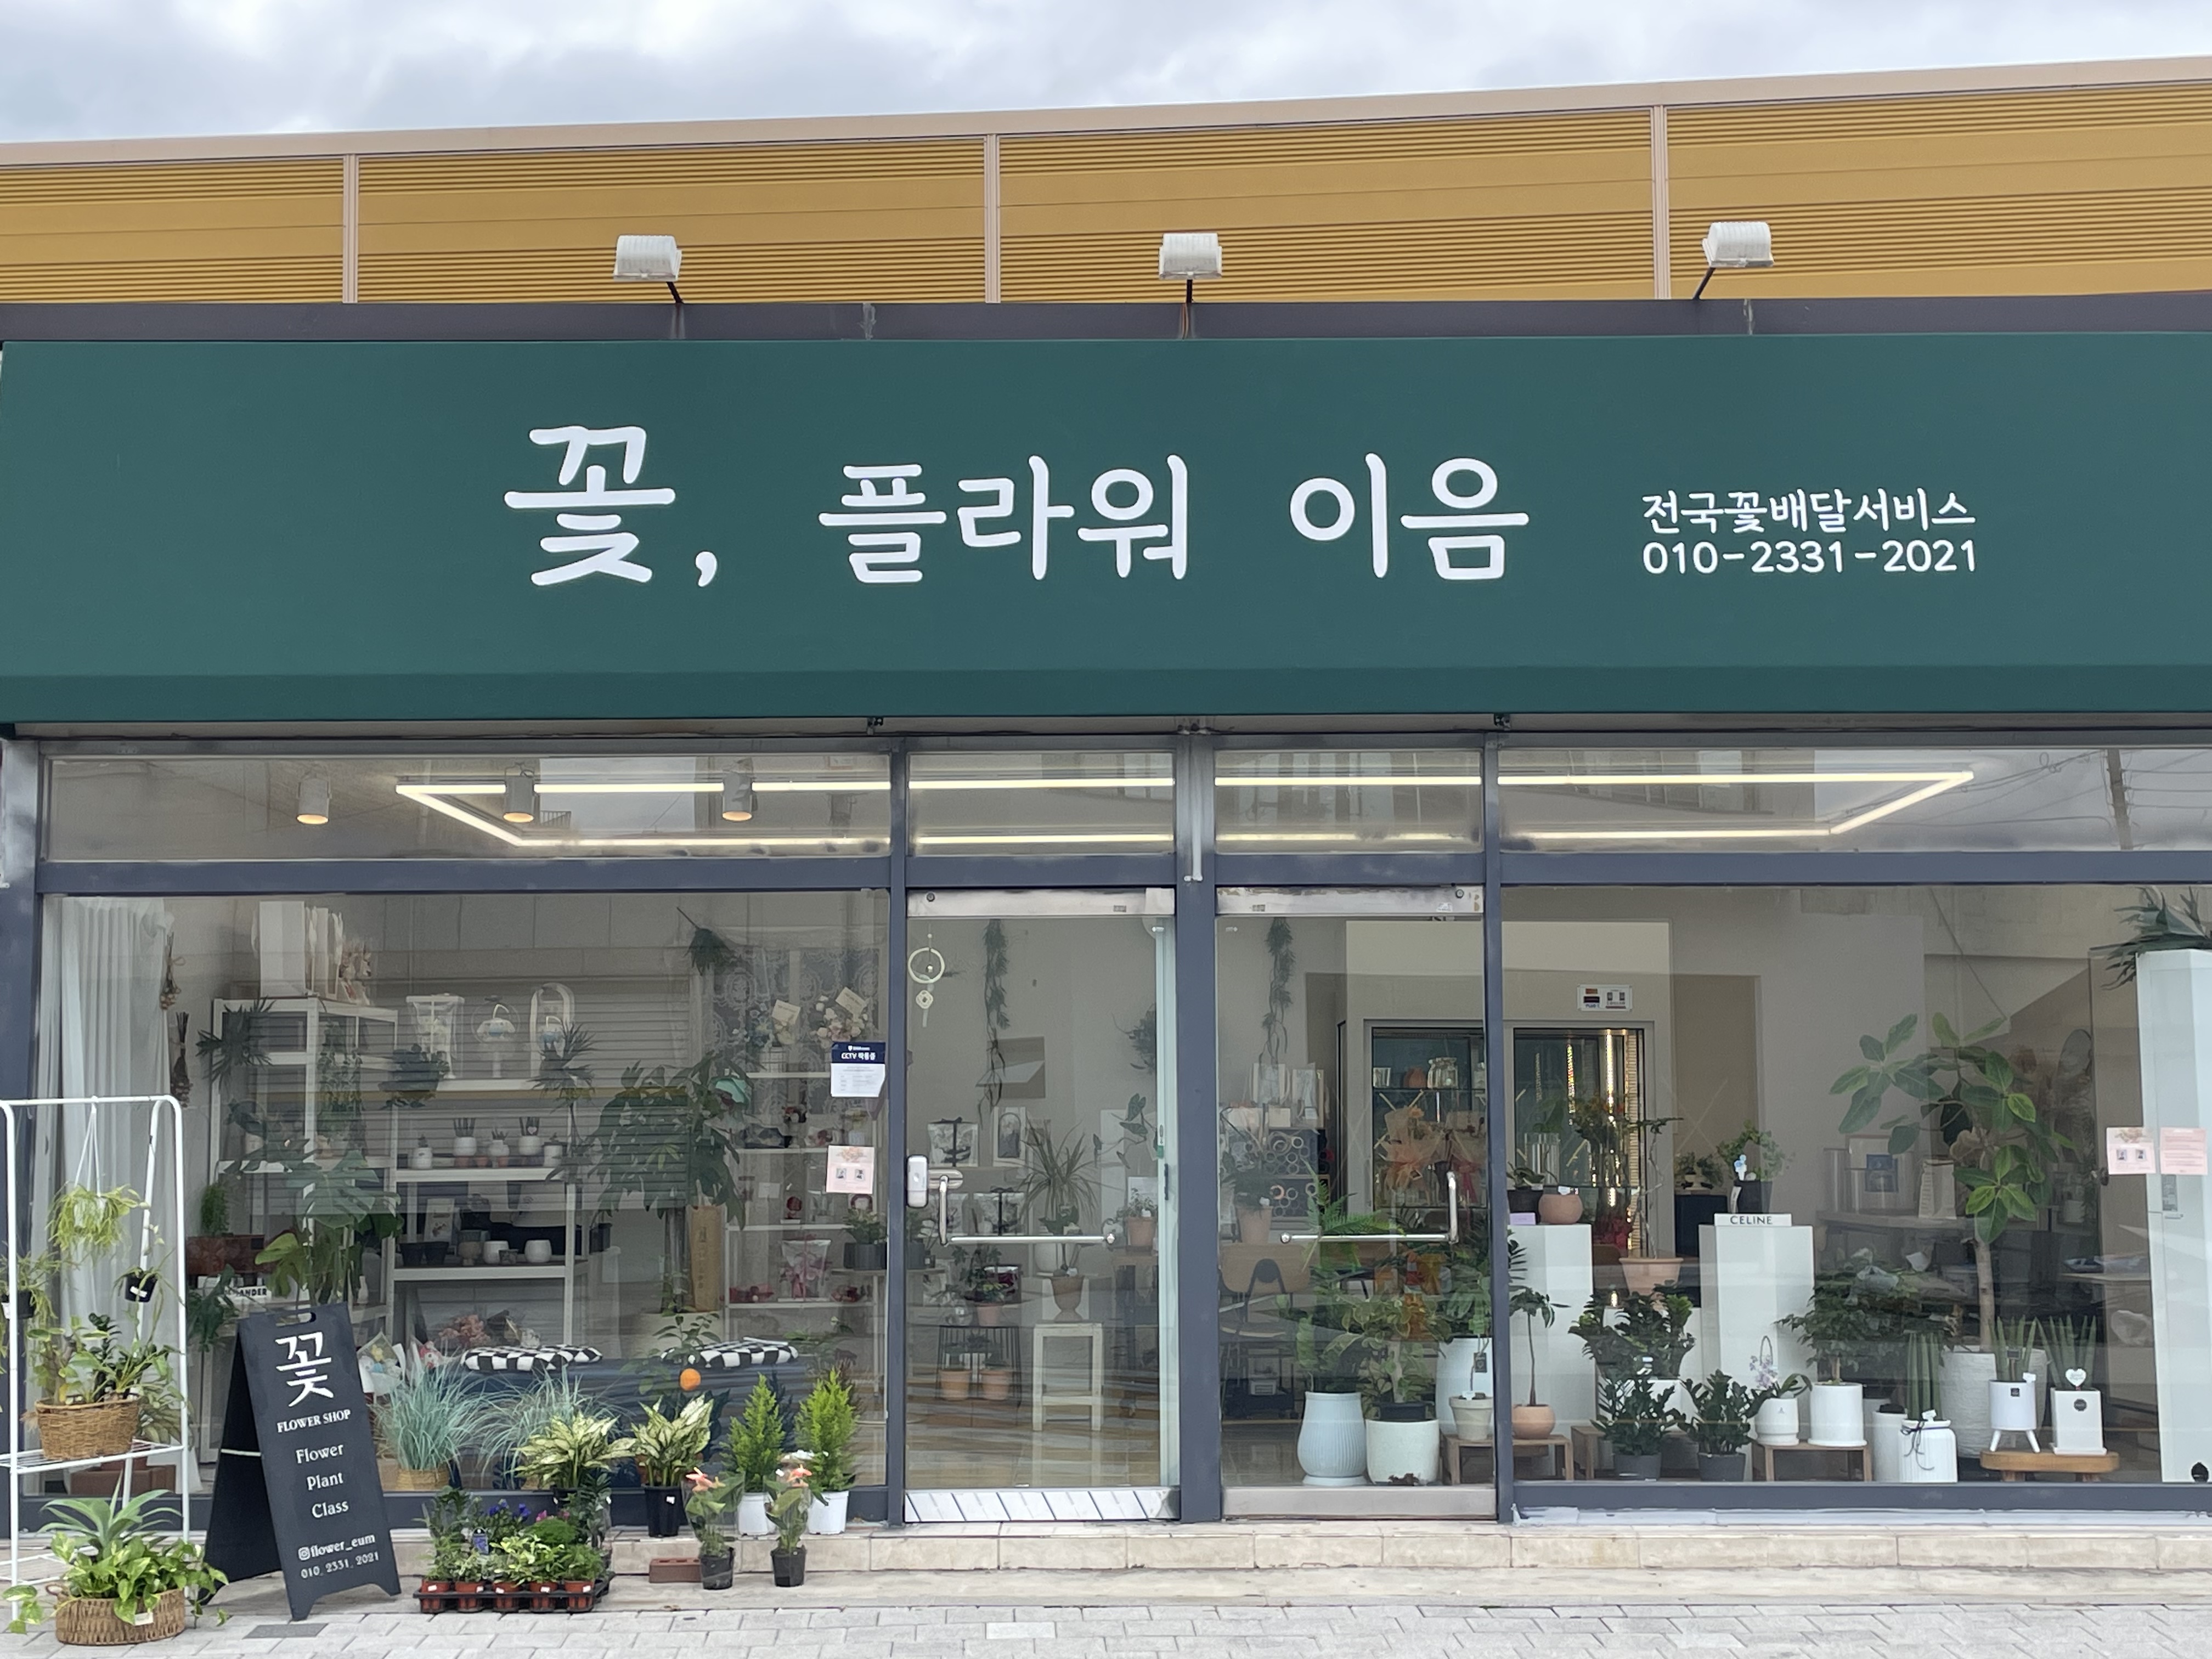 꽃, 플라워 이음
전국꽃배달서비스
010-2331-2021
CCTV 작동중
CELINE
꽃
FLOWER SHOP
Flower
Plant
Class
@flower_eum
010. 2331. 2021